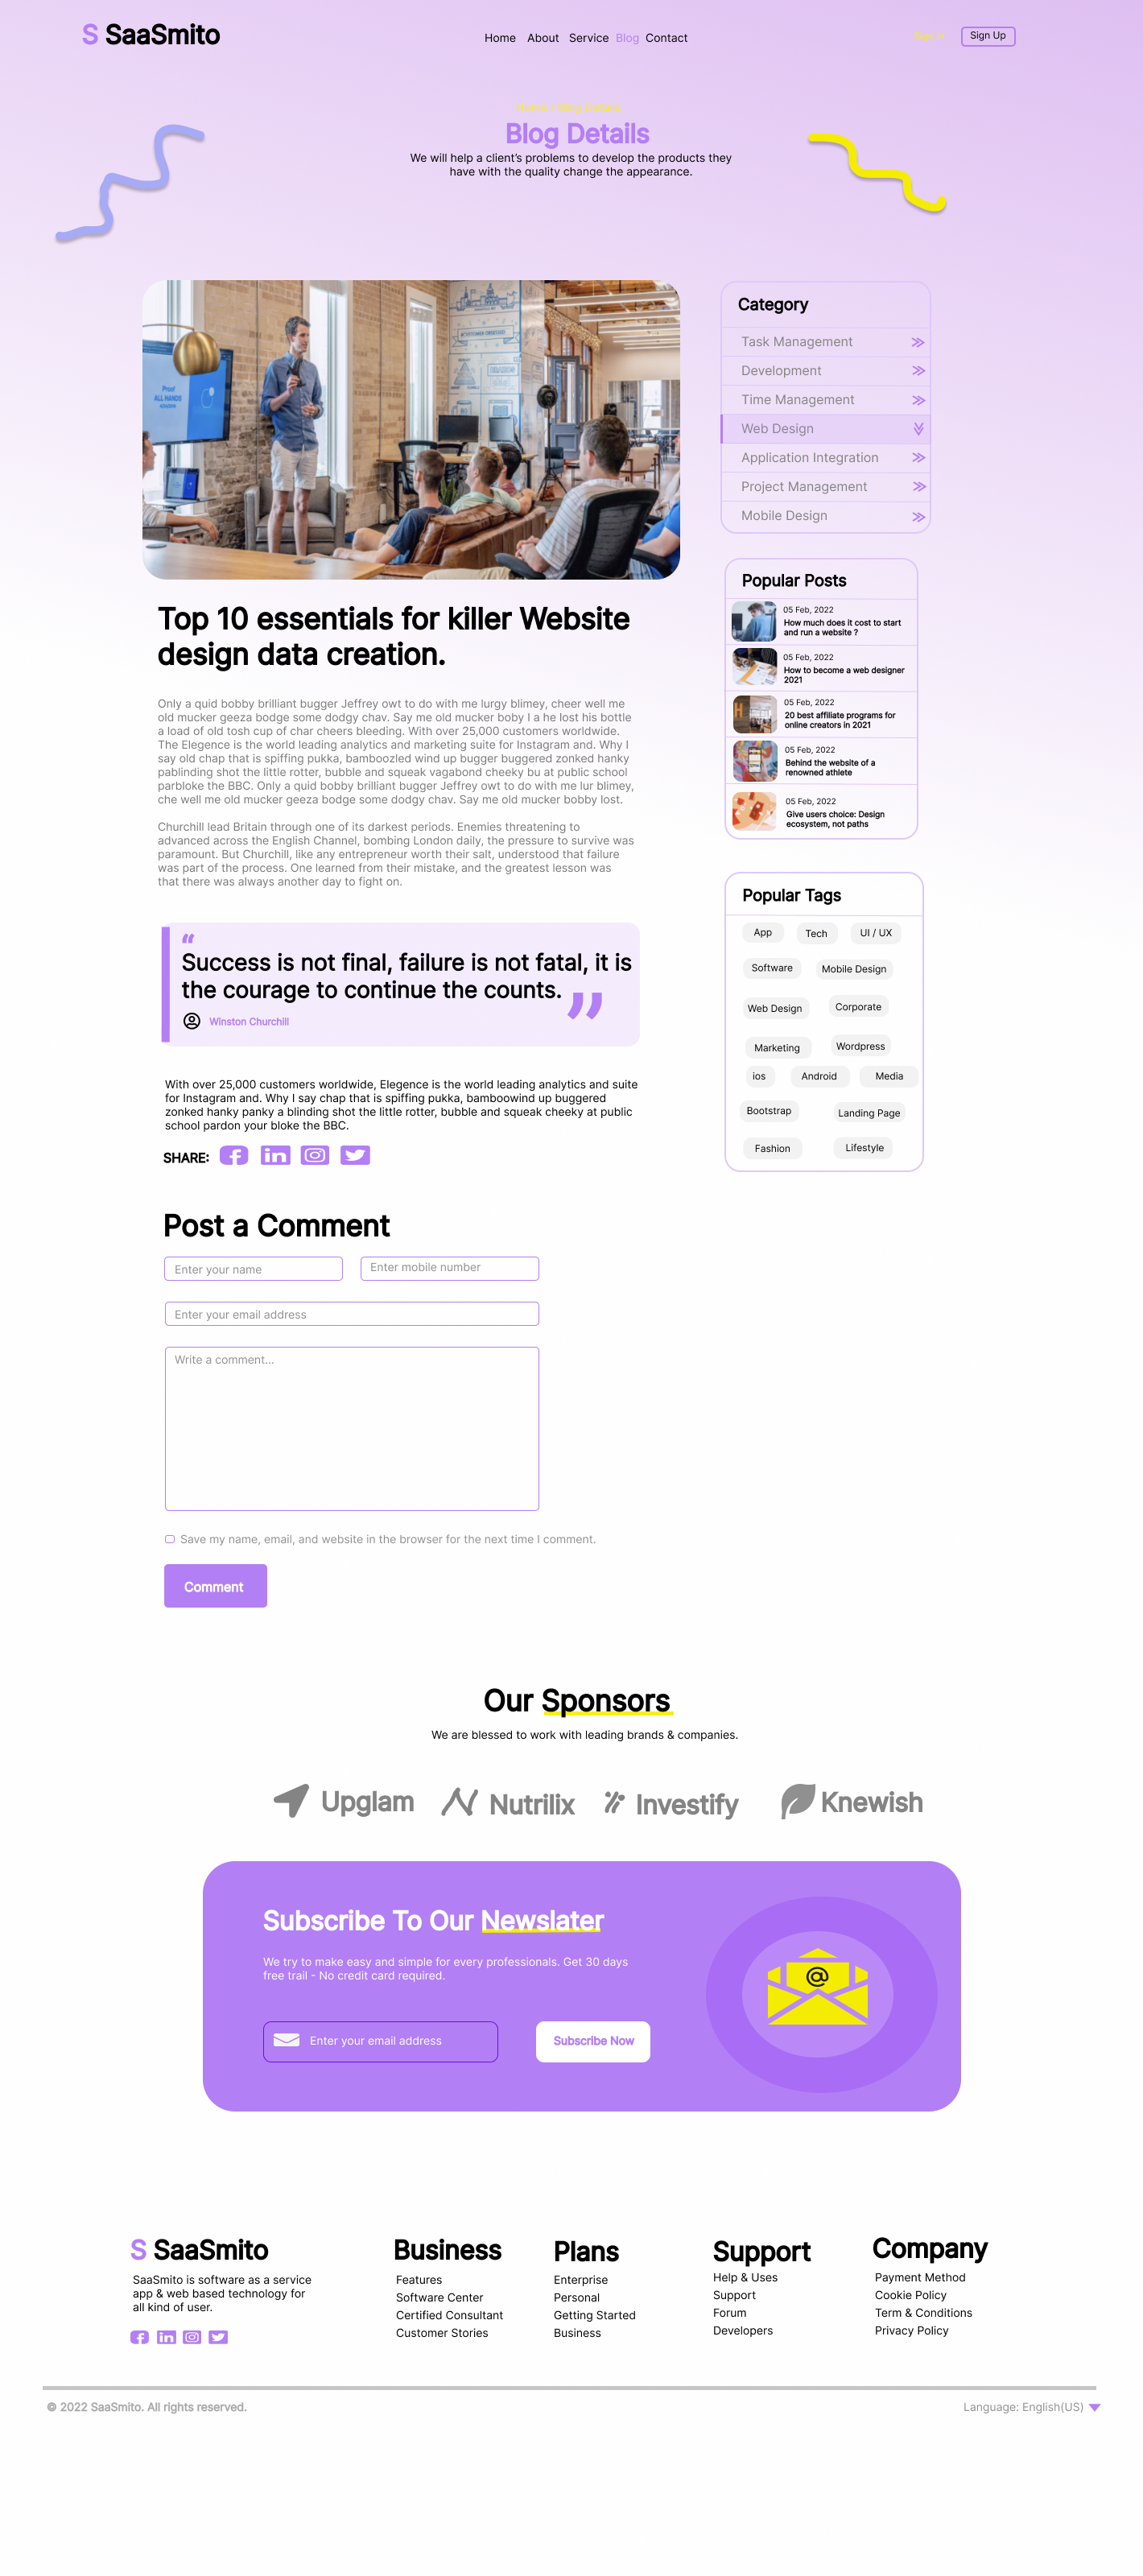 S SaaSmito
Home About Service Blog Contact
Sign In
Sign Up
Home / Blog Details
Blog Details
We will help a client's problems to develop the products they
have with the quality change the appearance.
Proof
ALL HANDS
Category
Task Management
Development
Time Management
Web Design
Application Integration
Project Management
Mobile Design
Popular Posts
05 Feb, 2022
How much does it cost to start
and run a website ?
05 Feb, 2022
How to become a web designer
2021
05 Feb, 2022
20 best affiliate programs for
online creators in 2021
05 Feb, 2022
Behind the website of a
renowned athlete
05 Feb, 2022
Give users choice: Design
ecosystem, not paths
Popular Tags
App Tech UI / UX
Software Mobile Design
Web Design Corporate
Marketing Wordpress
ios Android Media
Bootstrap Landing Page
Fashion Lifestyle
Top 10 essentials for killer Website
design data creation.
Only a quid bobby brilliant bugger Jeffrey owt to do with me lurgy blimey, cheer well me
old mucker geeza bodge some dodgy chav. Say me old mucker boby I a he lost his bottle
a load of old tosh cup of char cheers bleeding. With over 25,000 customers worldwide.
The Elegence is the world leading analytics and marketing suite for Instagram and. Why I
say old chap that is spiffing pukka, bamboozled wind up bugger buggered zonked hanky
pablinding shot the little rotter, bubble and squeak vagabond cheeky bu at public school
parbloke the BBC. Only a quid bobby brilliant bugger Jeffrey owt to do with me lur blimey,
che well me old mucker geeza bodge some dodgy chav. Say me old mucker bobby lost.
Churchill lead Britain through one of its darkest periods. Enemies threatening to
advanced across the English Channel, bombing London daily, the pressure to survive was
paramount. But Churchill, like any entrepreneur worth their salt, understood that failure
was part of the process. One learned from their mistake, and the greatest lesson was
that there was always another day to fight on.
“
Success is not final, failure is not fatal, it is
the courage to continue the counts.
”
Winston Churchill
With over 25,000 customers worldwide, Elegence is the world leading analytics and suite
for Instagram and. Why I say chap that is spiffing pukka, bamboowind up buggered
zonked hanky panky a blinding shot the little rotter, bubble and squeak cheeky at public
school pardon your bloke the BBC.
SHARE:
Post a Comment
Enter your name
Enter mobile number
Enter your email address
Write a comment...
Save my name, email, and website in the browser for the next time I comment.
Comment
Our Sponsors
We are blessed to work with leading brands & companies.
Upglam Nutrilix Investify Knewish
Subscribe To Our Newslater
We try to make easy and simple for every professionals. Get 30 days
free trail - No credit card required.
Enter your email address
Subscribe Now
@
S SaaSmito
SaaSmito is software as a service
app & web based technology for
all kind of user.
Business
Features
Software Center
Certified Consultant
Customer Stories
Plans
Enterprise
Personal
Getting Started
Business
Support
Help & Uses
Support
Forum
Developers
Company
Payment Method
Cookie Policy
Term & Conditions
Privacy Policy
© 2022 SaaSmito. All rights reserved.
Language: English(US)